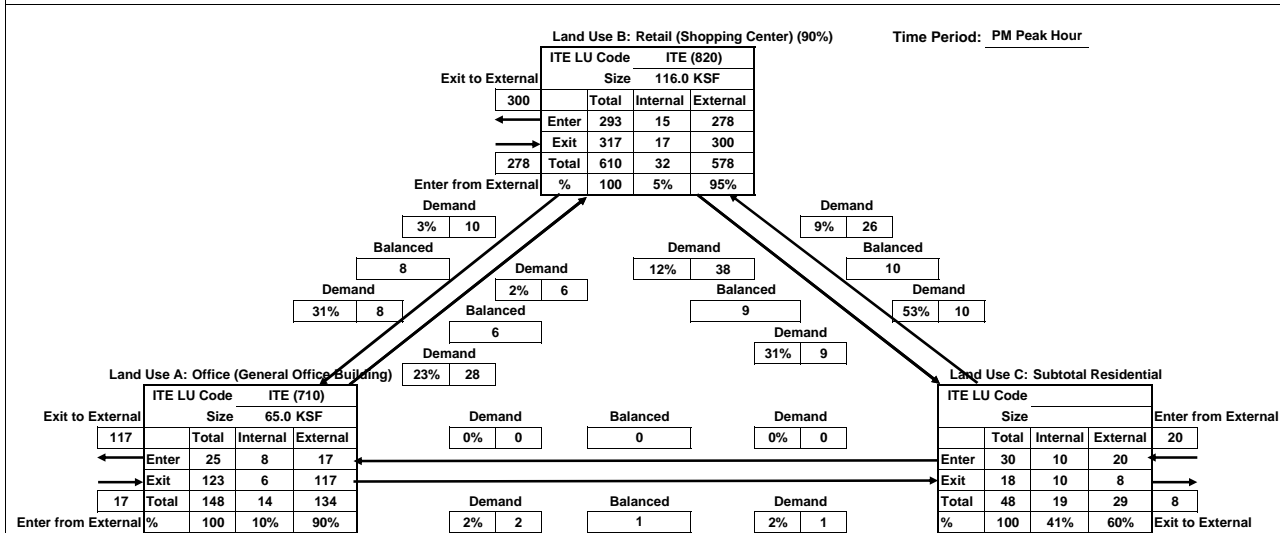 Land Use B: Retail (Shopping Center) (90%)
Time Period: PM Peak Hour
ITE LU Code ITE (820)
Exit to External Size 116.0 KSF
300 Total Internal External
Enter 293 15 278
Exit 317 17 300
278 Total 610 32 578
Enter from External % 100 5% 95%
Demand Demand
3% 10 9% 26
Balanced Demand Balanced
8 Demand 12% 38 10
Demand 2% 6 Balanced Demand
31% 8 Balanced 9 53% 10
6 Demand
Demand 31% 9
Land Use A: Office (General Office Building) 23% 28 Land Use C: Subtotal Residential
ITE LU Code ITE (710) ITE LU Code
Exit to External Size 65.0 KSF Demand Balanced Demand Size Enter from External
117 Total Internal External 0% 0 0 0% 0 Total Internal External 20
Enter 25 8 17 Enter 30 10 20
Exit 123 6 117 Exit 18 10 8
17 Total 148 14 134 Demand Balanced Demand Total 48 19 29 8
Enter from External % 100 10% 90% 2% 2 1 2% 1 % 100 41% 60% Exit to External